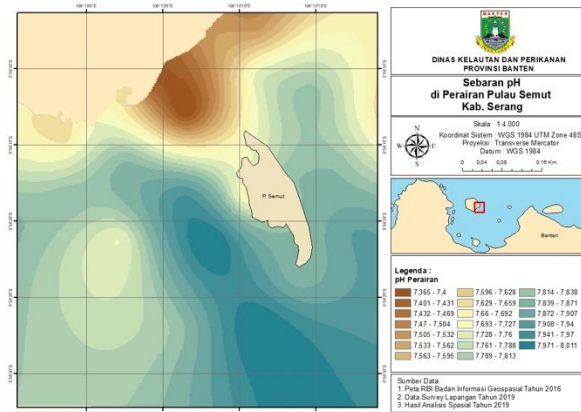 BANTEN
DINAS KELAUTAN DAN PERIKANAN
PROVINSI BANTEN
Sebaran pH
di Perairan Pulau Semut
Kab. Serang
Skala 1:4.000
Koordinat Sistem : WGS 1984 UTM Zone 48S
Proyeksi : Transverse Mercator
Datum : WGS 1984
0 0,04 0,08 0,16 Km
Banten
P. Semut
Legenda :
pH Perairan
7,365 - 7,4
7,401 - 7,431
7,432 - 7,469
7,47 - 7,504
7,505 - 7,532
7,533 - 7,562
7,563 - 7,595
7,596 - 7,628
7,629 - 7,659
7,66 - 7,692
7,693 - 7,727
7,728 - 7,76
7,761 - 7,788
7,789 - 7,813
7,814 - 7,838
7,839 - 7,871
7,872 - 7,907
7,908 - 7,94
7,941 - 7,97
7,971 - 8,011
Sumber Data:
1. Peta RBI Badan Informasi Geospasial Tahun 2016
2. Data Survey Lapangan Tahun 2019
3. Hasil Analisis Spasial Tahun 2019